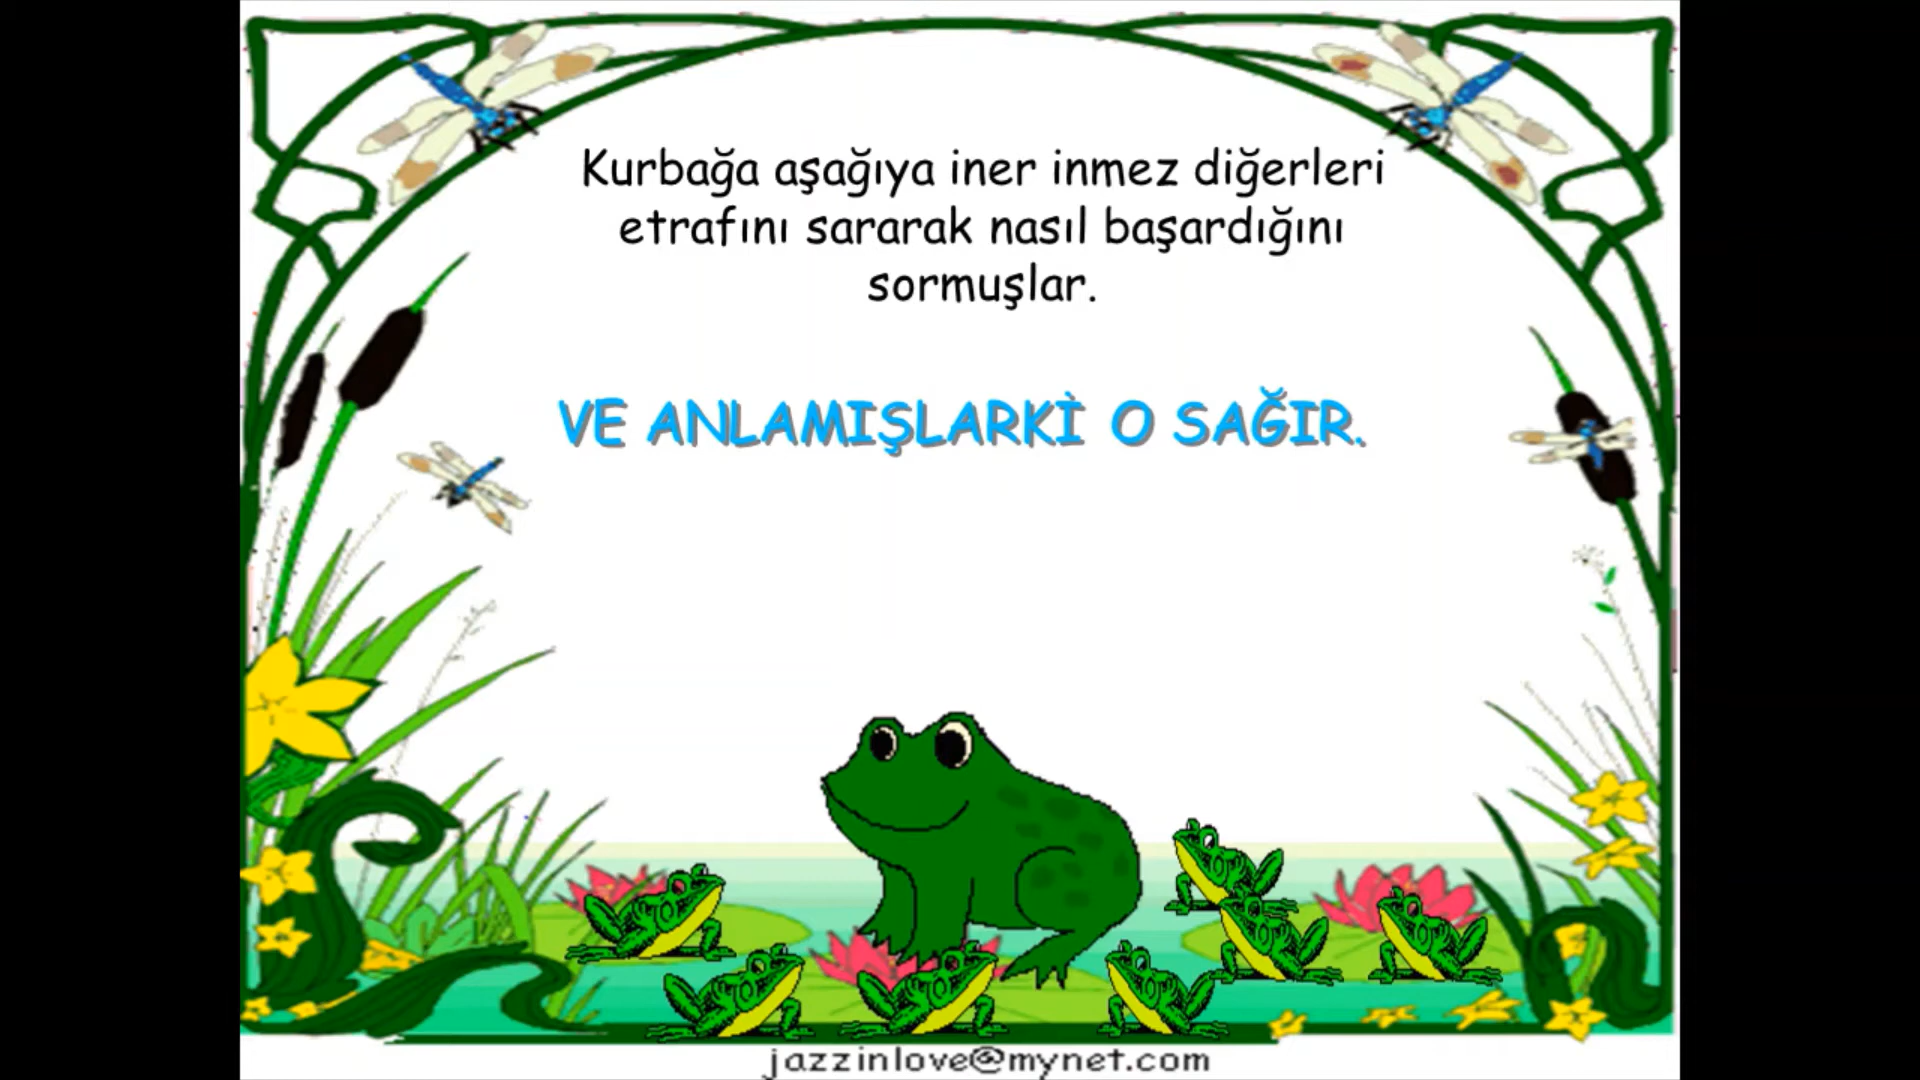 Kurbağa aşağıya iner inmez diğerleri
etrafını sararak nasıl başardığını
sormuşlar.
VE ANLAMIŞLARKİ O SAĞIR.
jazzinlove@mynet.com